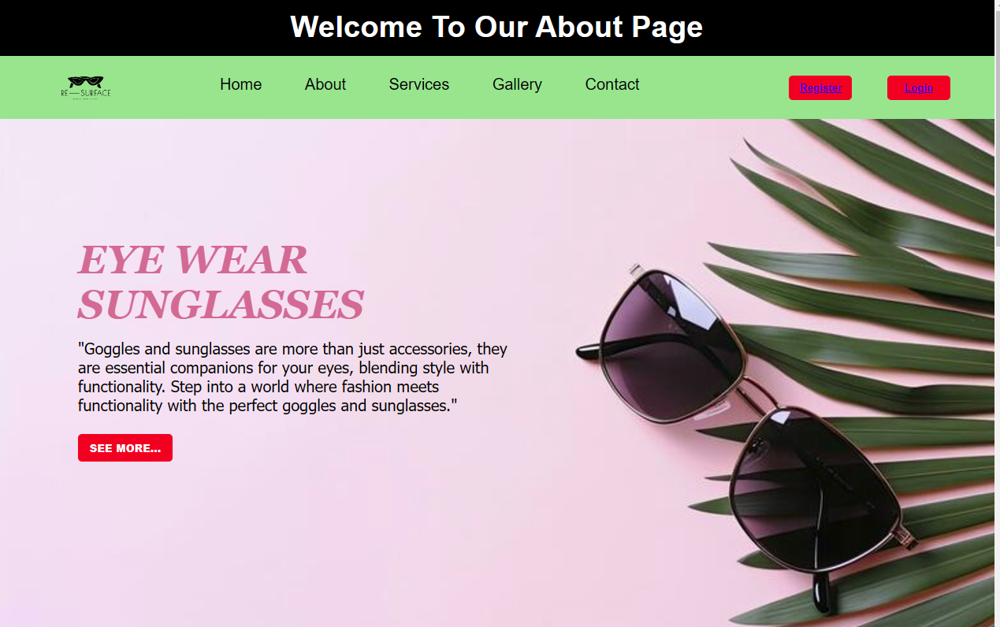 Welcome To Our About Page
RE—SURFACE
Home About Services Gallery Contact Register Login
EYE WEAR
SUNGLASSES
"Goggles and sunglasses are more than just accessories, they
are essential companions for your eyes, blending style with
functionality. Step into a world where fashion meets
functionality with the perfect goggles and sunglasses."
SEE MORE...